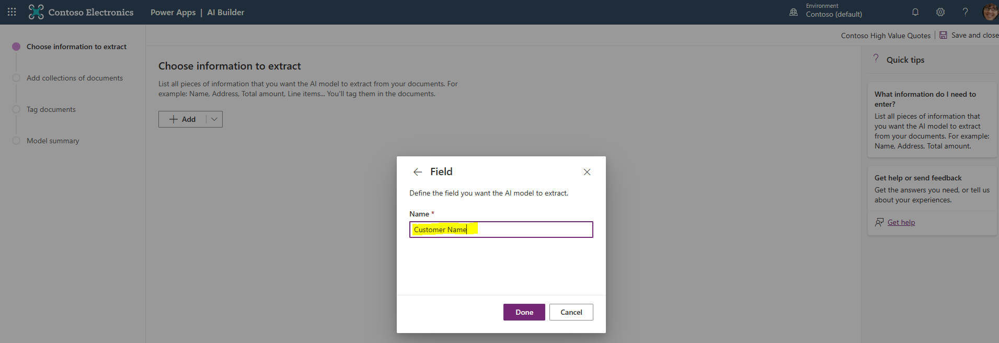 Contoso Electronics
Power Apps | AI Builder
Environment
Contoso (default)
Choose information to extract
Add collections of documents
Tag documents
Model summary
Contoso High Value Quotes
Save and close
Choose information to extract
List all pieces of information that you want the AI model to extract from your documents. For
example: Name, Address, Total amount, Line items... You'll tag them in the documents.
Add
Field
Define the field you want the AI model to extract.
Name *
Customer Name
Done
Cancel
Quick tips
What information do I need to
enter?
List all pieces of information that
you want the AI model to extract
from your documents. For example:
Name, Address, Total amount.
Get help or send feedback
Get the answers you need, or tell us
about your experiences.
Get help